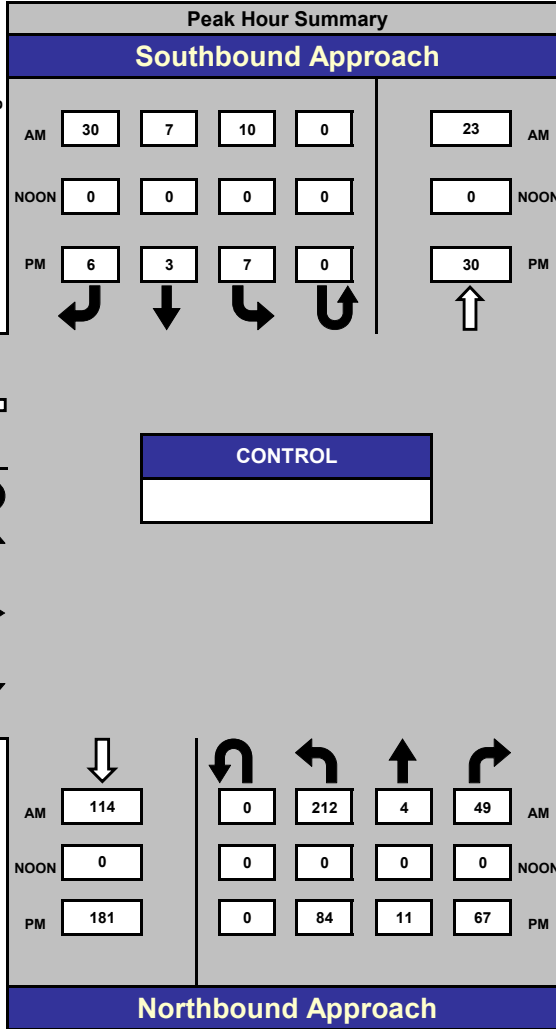 Peak Hour Summary
Southbound Approach
AM 30 7 10 0 23 AM
NOON 0 0 0 0 0 NOON
PM 6 3 7 0 30 PM
CONTROL
AM 114 0 212 4 49 AM
NOON 0 0 0 0 0 NOON
PM 181 0 84 11 67 PM
Northbound Approach